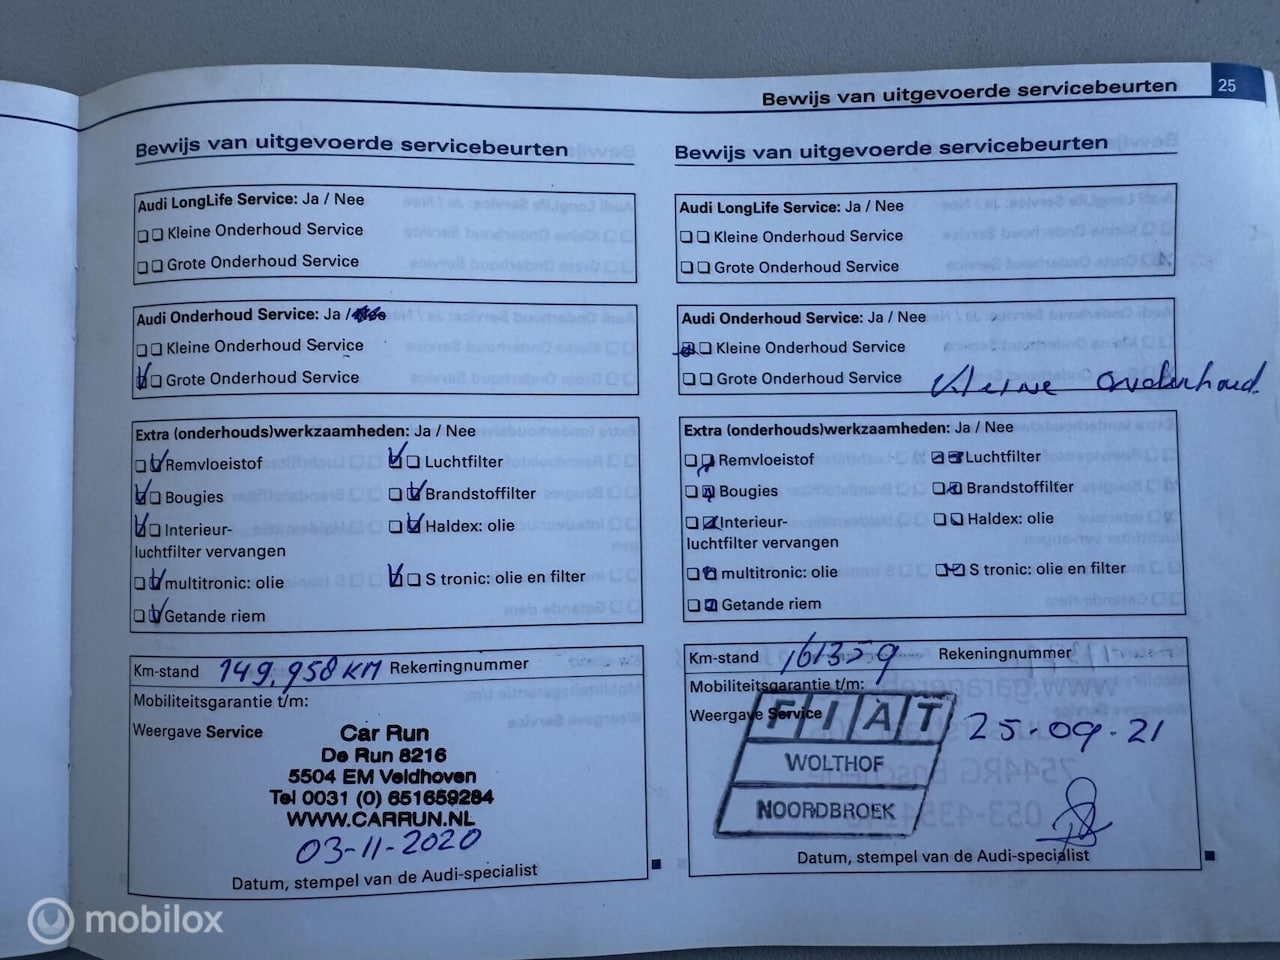 Bewijs van uitgevoerde servicebeurten 25
Bewijs van uitgevoerde servicebeurten
Audi LongLife Service: Ja / Nee
Kleine Onderhoud Service
Grote Onderhoud Service
Audi Onderhoud Service: Ja /
Kleine Onderhoud Service
Grote Onderhoud Service
Extra (onderhouds)werkzaamheden: Ja / Nee
Remvloeistof Luchtfilter
Bougies Brandstoffilter
Interieur- Haldex: olie
luchtfilter vervangen
multitronic: olie S tronic: olie en filter
Getande riem
Km-stand 149,958 KM Rekerringnummer
Mobiliteitsgarantie t/m:
Weergave Service
Car Run
De Run 8216
5504 EM Veldhoven
Tel 0031 (0) 651659284
WWW.CARRUN.NL
03-11-2020
Datum, stempel van de Audi-specialist
Bewijs van uitgevoerde servicebeurten
Audi LongLife Service: Ja / Nee
Kleine Onderhoud Service
Grote Onderhoud Service
Audi Onderhoud Service: Ja / Nee
Kleine Onderhoud Service
Grote Onderhoud Service Kleine Onderhoud
Extra (onderhouds)werkzaamheden: Ja / Nee
Remvloeistof Luchtfilter
Bougies Brandstoffilter
Interieur- Haldex: olie
luchtfilter vervangen
multitronic: olie S tronic: olie en filter
Getande riem
Km-stand 161359 Rekeningnummer
Mobiliteitsgarantie t/m:
Weergave Service
FIAT
WOLTHOF
NOORDBROEK
25-09-21
Datum, stempel van de Audi-specialist
mobilox